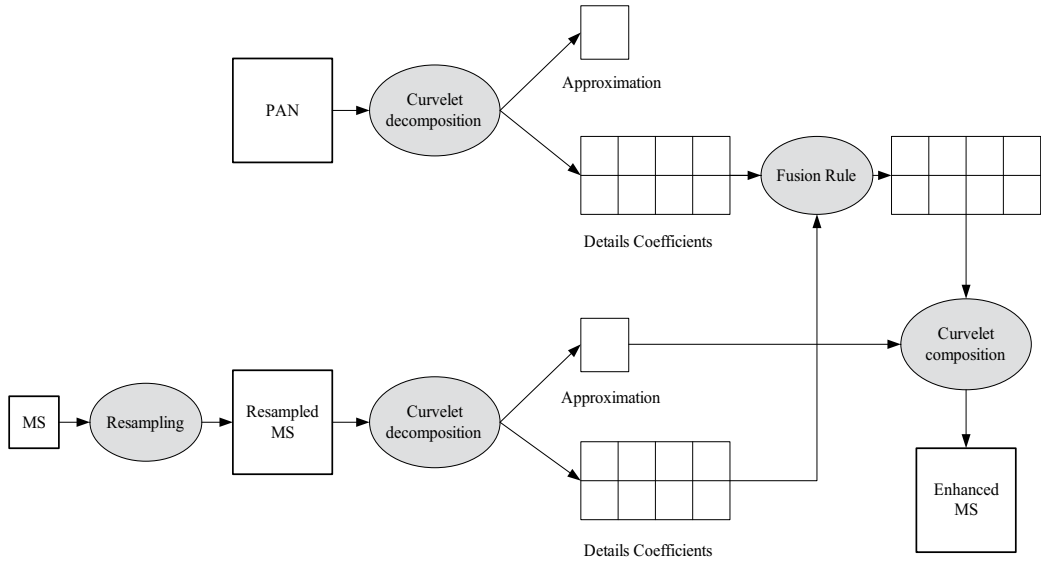 Approximation
PAN
Curvelet
decomposition
Fusion Rule
Details Coefficients
Approximation
Curvelet
composition
MS
Resampling
Resampled
MS
Curvelet
decomposition
Details Coefficients
Enhanced
MS